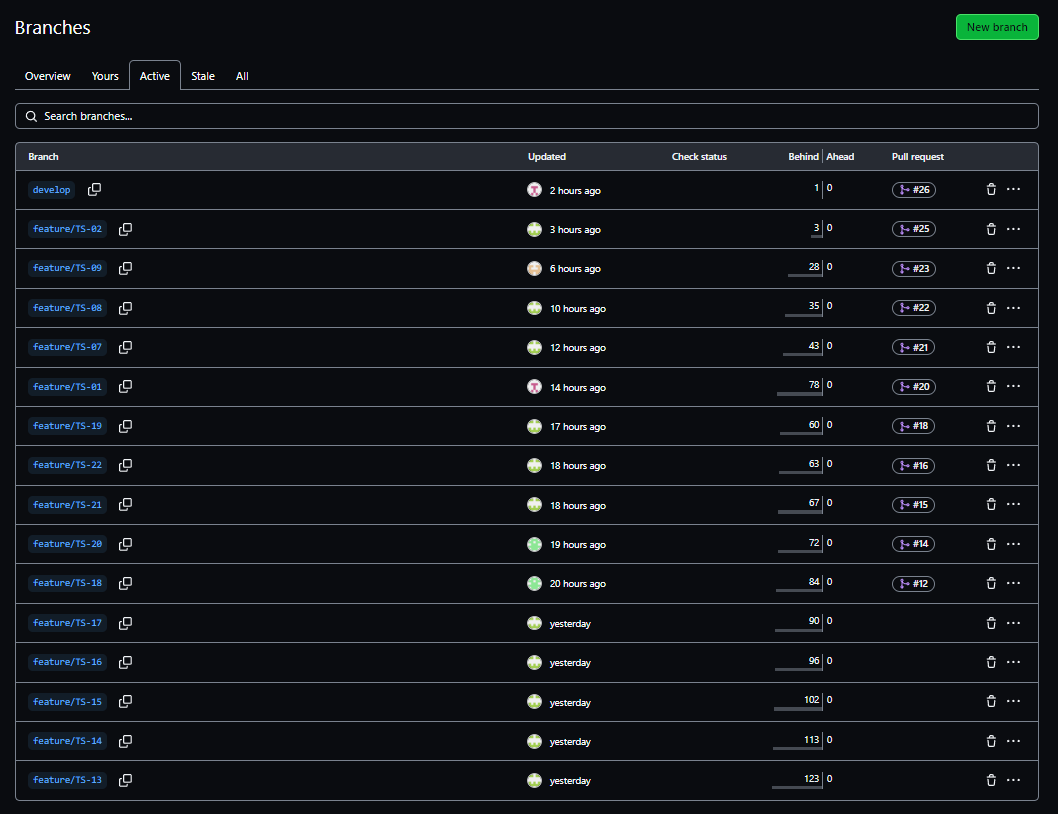 Branches New branch
Overview Yours Active Stale All
Search branches...
Branch Updated Check status Behind Ahead Pull request
develop 2 hours ago 1 0 #26
feature/TS-02 3 hours ago 3 0 #25
feature/TS-09 6 hours ago 28 0 #23
feature/TS-08 10 hours ago 35 0 #22
feature/TS-07 12 hours ago 43 0 #21
feature/TS-01 14 hours ago 78 0 #20
feature/TS-19 17 hours ago 60 0 #18
feature/TS-22 18 hours ago 63 0 #16
feature/TS-21 18 hours ago 67 0 #15
feature/TS-20 19 hours ago 72 0 #14
feature/TS-18 20 hours ago 84 0 #12
feature/TS-17 yesterday 90 0
feature/TS-16 yesterday 96 0
feature/TS-15 yesterday 102 0
feature/TS-14 yesterday 113 0
feature/TS-13 yesterday 123 0